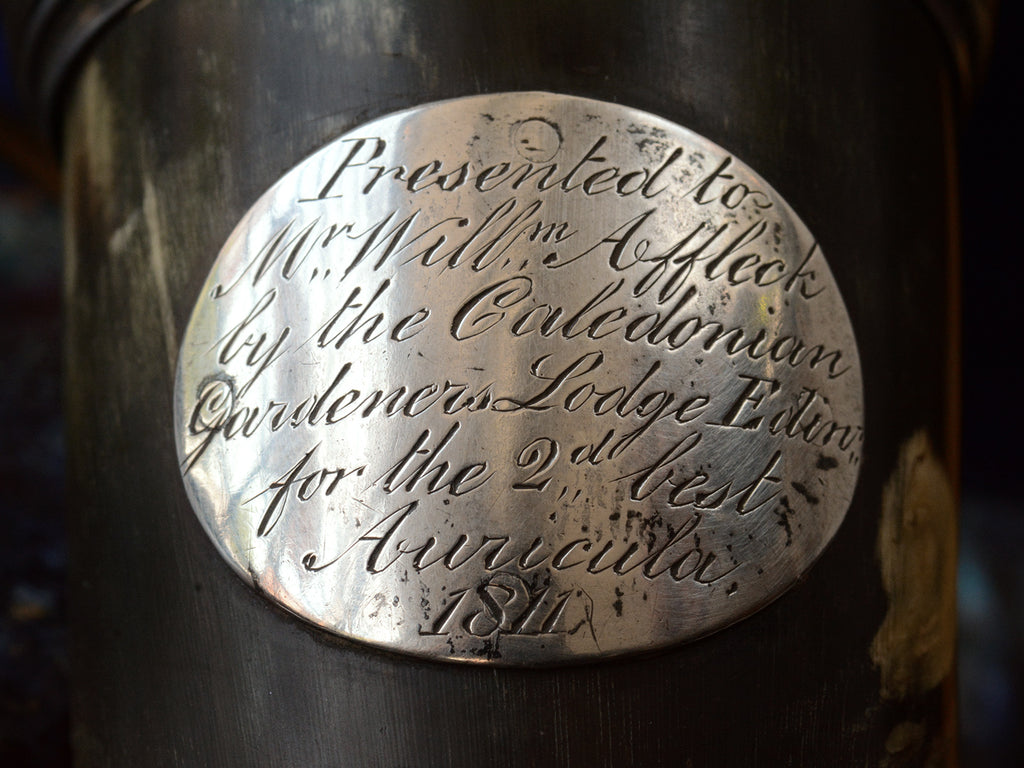 Presented to
Mr,, Willm,, Affleck
by the Caledonian
Gardeners Lodge Edinr,,
for the 2d,, best
Auricula
1811